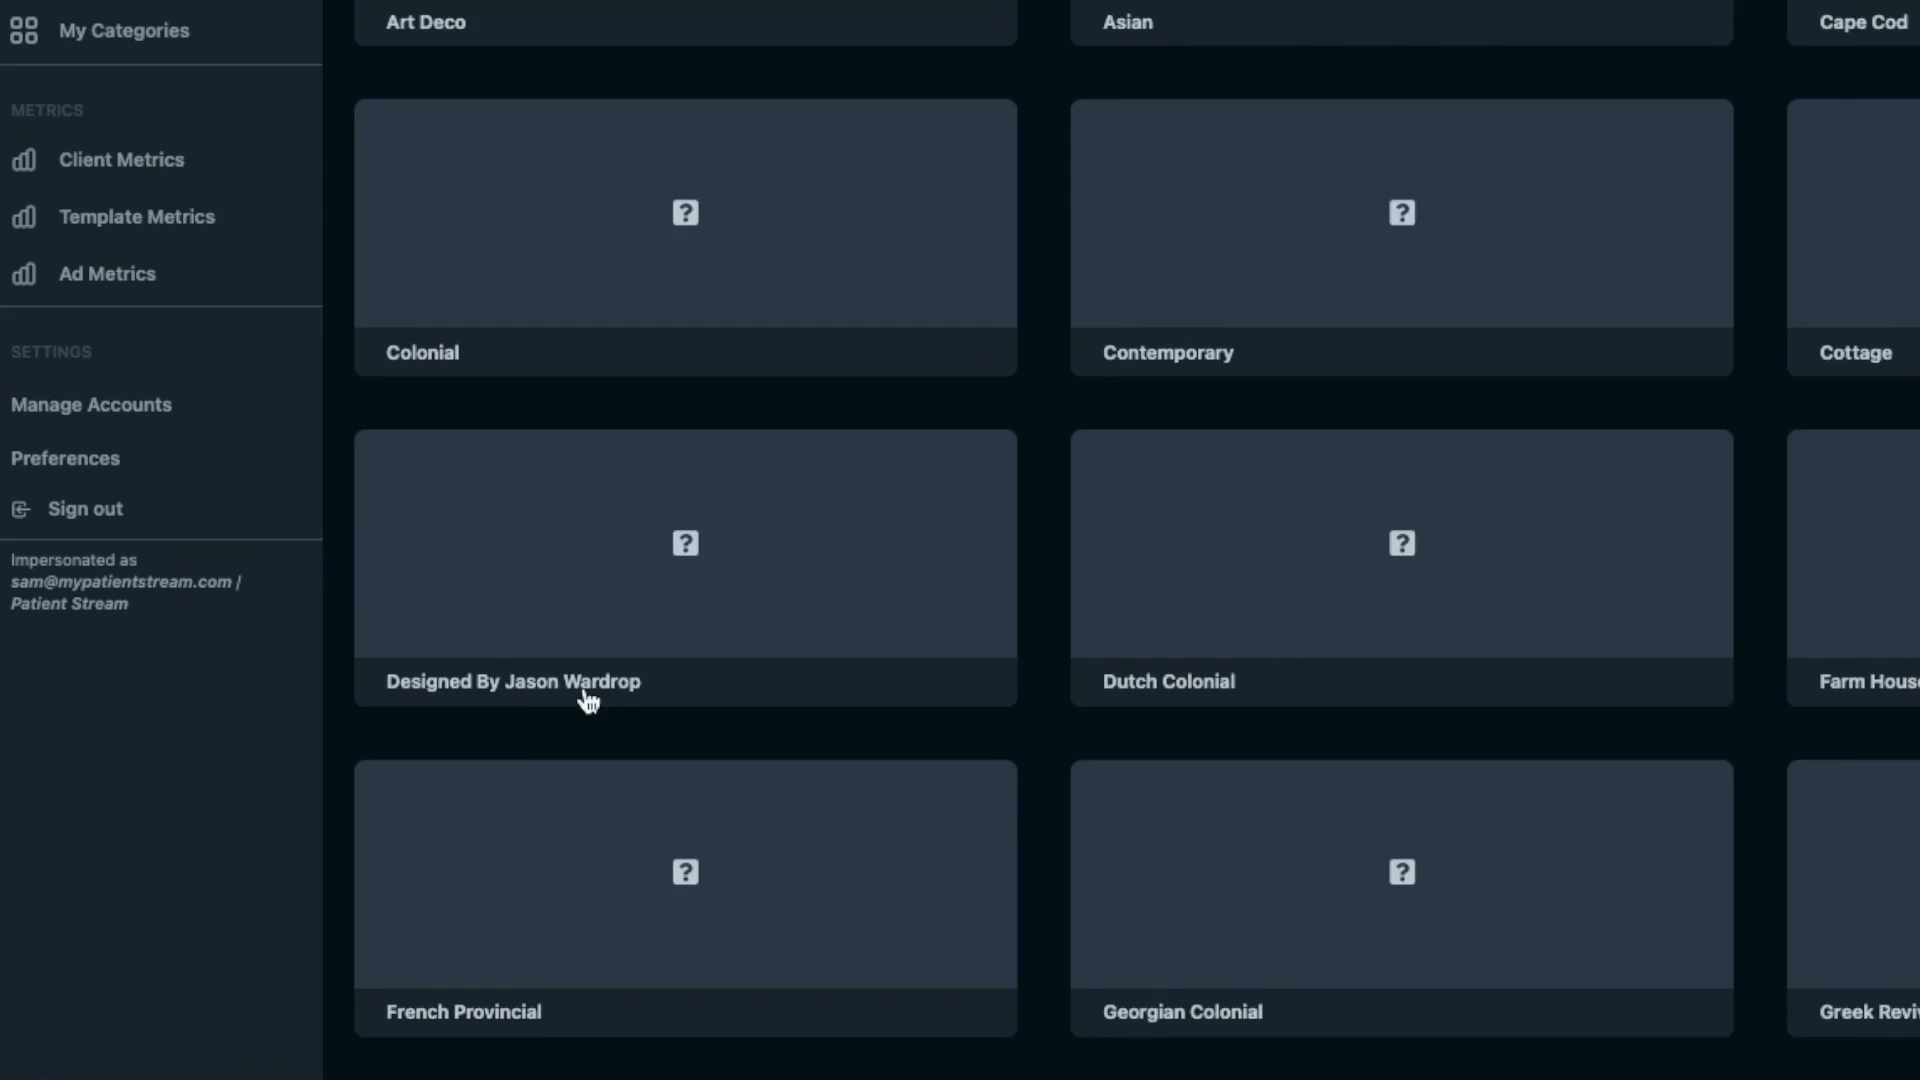 My Categories
METRICS
Client Metrics
Template Metrics
Ad Metrics
SETTINGS
Manage Accounts
Preferences
Sign out
Impersonated as
sam@mypatientstream.com /
Patient Stream
Art Deco
Asian
Cape Cod
Colonial
Contemporary
Cottage
Designed By Jason Wardrop
Dutch Colonial
Farm House
French Provincial
Georgian Colonial
Greek Reviv